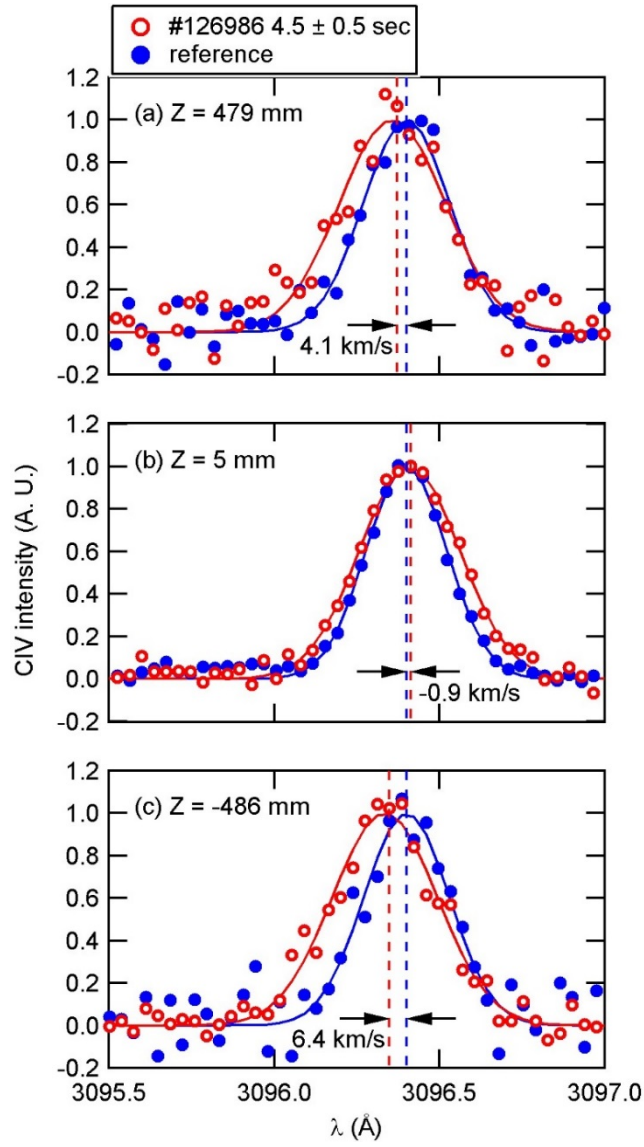 #126986 4.5 ± 0.5 sec
reference
1.2
1.0
0.8
0.6
0.4
0.2
0.0
-0.2
(a) Z = 479 mm
4.1 km/s
CIV intensity (A. U.)
1.2
1.0
0.8
0.6
0.4
0.2
0.0
-0.2
(b) Z = 5 mm
-0.9 km/s
1.2
1.0
0.8
0.6
0.4
0.2
0.0
-0.2
(c) Z = -486 mm
6.4 km/s
3095.5 3096.0 3096.5 3097.0
λ (Å)